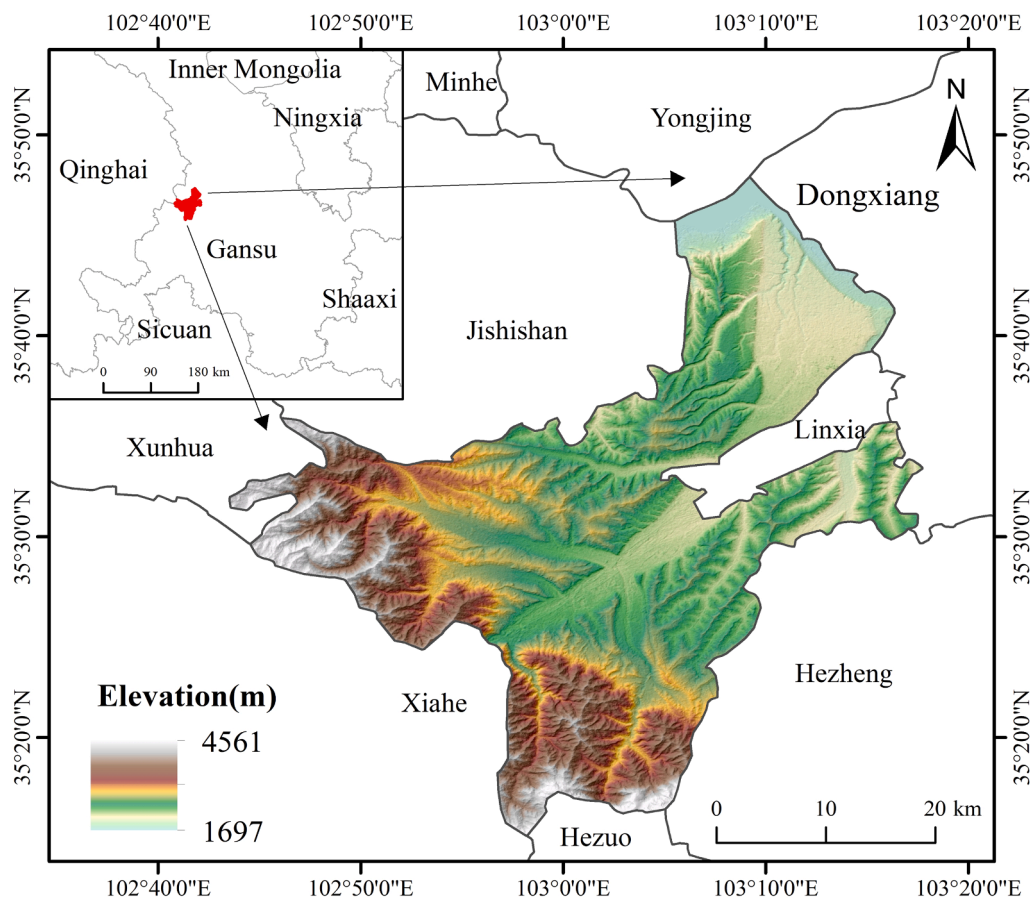 102°40'0"E 102°50'0"E 103°0'0"E 103°10'0"E 103°20'0"E
35°50'0"N
35°40'0"N
35°30'0"N
35°20'0"N
Inner Mongolia
Ningxia
Qinghai
Gansu
Shaaxi
Sicuan
0 90 180 km
Minhe
Yongjing
N
Dongxiang
Jishishan
Linxia
Xunhua
Xiahe
Hezheng
Hezuo
Elevation(m)
4561
1697
0 10 20 km
35°50'0"N
35°40'0"N
35°30'0"N
35°20'0"N
102°40'0"E 102°50'0"E 103°0'0"E 103°10'0"E 103°20'0"E